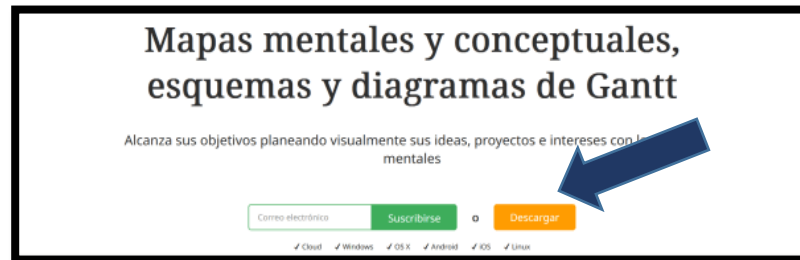 Mapas mentales y conceptuales,
esquemas y diagramas de Gantt
Alcanza sus objetivos planeando visualmente sus ideas, proyectos e intereses con
mentales
Correo electrónico Suscribirse o Descargar
✓ Cloud ✓ Windows ✓ OS X ✓ Android ✓ iOS ✓ Linux